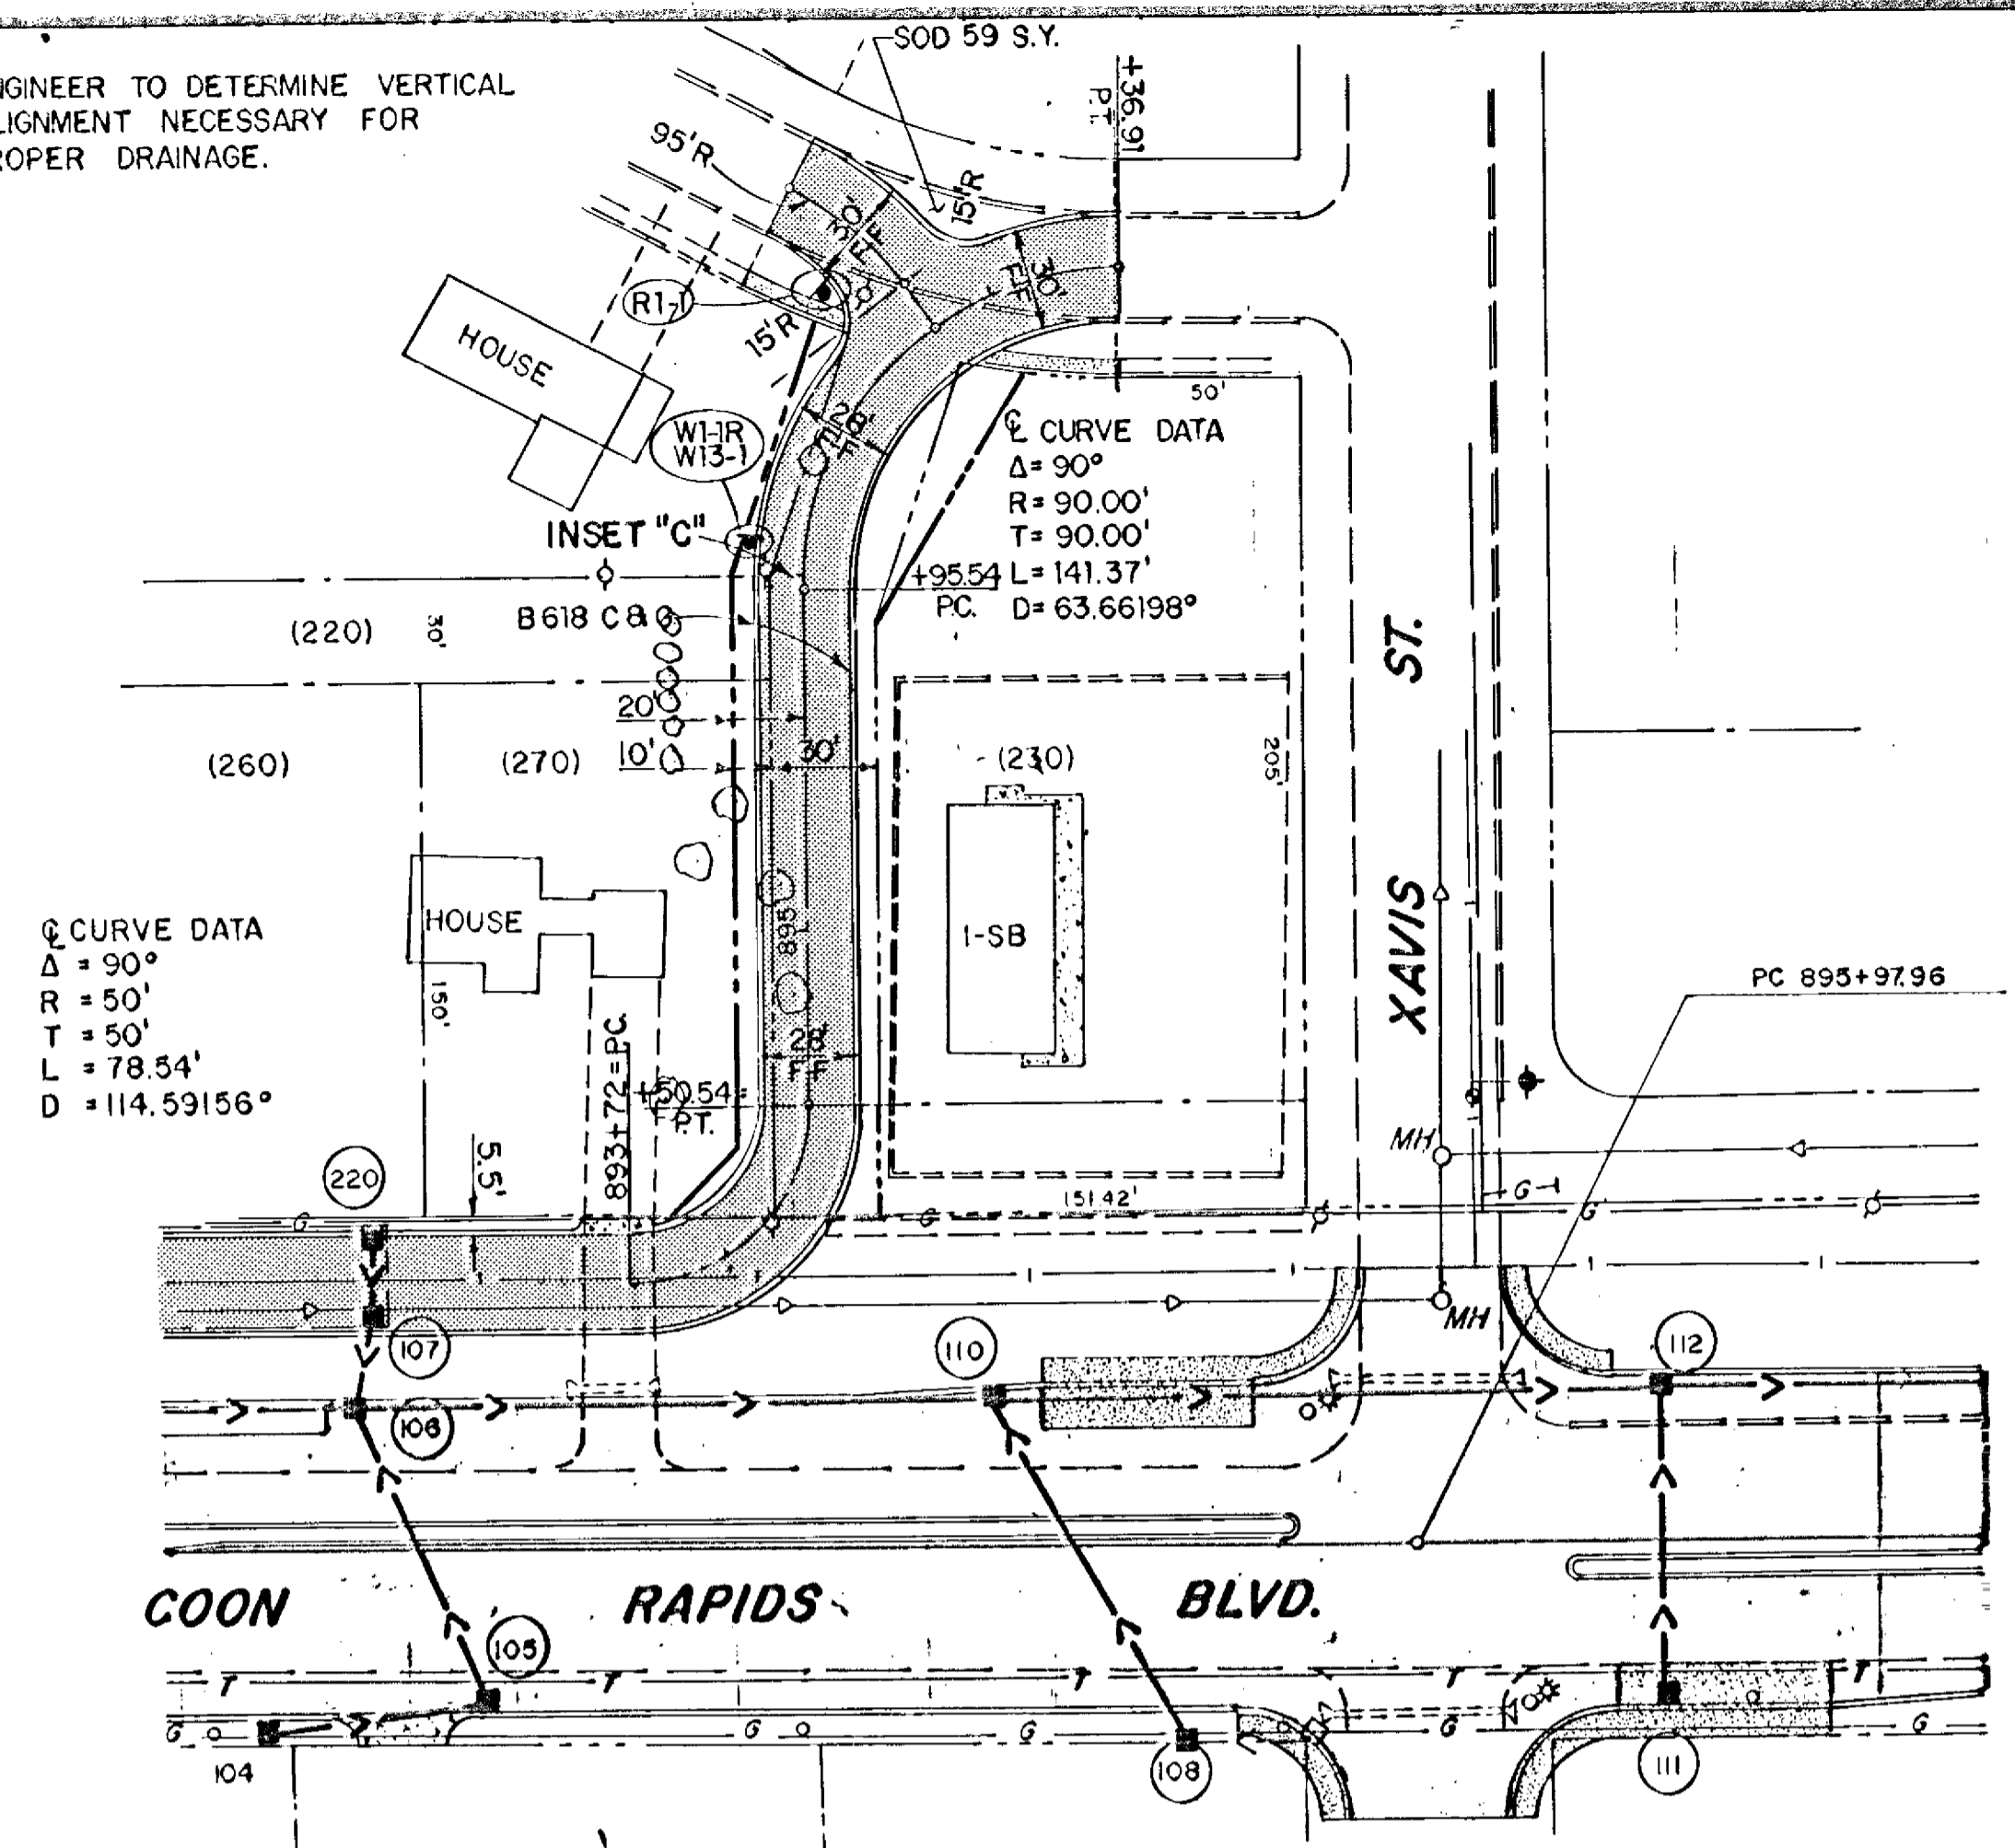 SOD 59 S.Y.
NGINEER TO DETERMINE VERTICAL
LIGNMENT NECESSARY FOR
ROPER DRAINAGE.
+36.91
P.T.
95'R
15'R
30'
F-F
30'
F-F
R1-1
15'R
HOUSE
50'
28'
F-F
W1-1R
W13-1
℄ CURVE DATA
Δ= 90°
R= 90.00'
T= 90.00'
L= 141.37'
D= 63.66198°
INSET "C"
+95.54
P.C.
B618 C&G
(220)
30'
20'
10'
30'
(260)
(270)
(230)
205'
XAVIS ST.
HOUSE
895
1-SB
℄ CURVE DATA
Δ = 90°
R = 50'
T = 50'
L = 78.54'
D = 114.59156°
150'
PC 895+97.96
28'
F-F
893+72=P.C.
+50.54=
P.T.
MH
5.5'
220
151.42'
G
G
G
G
MH
107
110
112
106
COON RAPIDS BLVD.
105
T
T
T
T
T
G
G
G
G
G
104
108
111